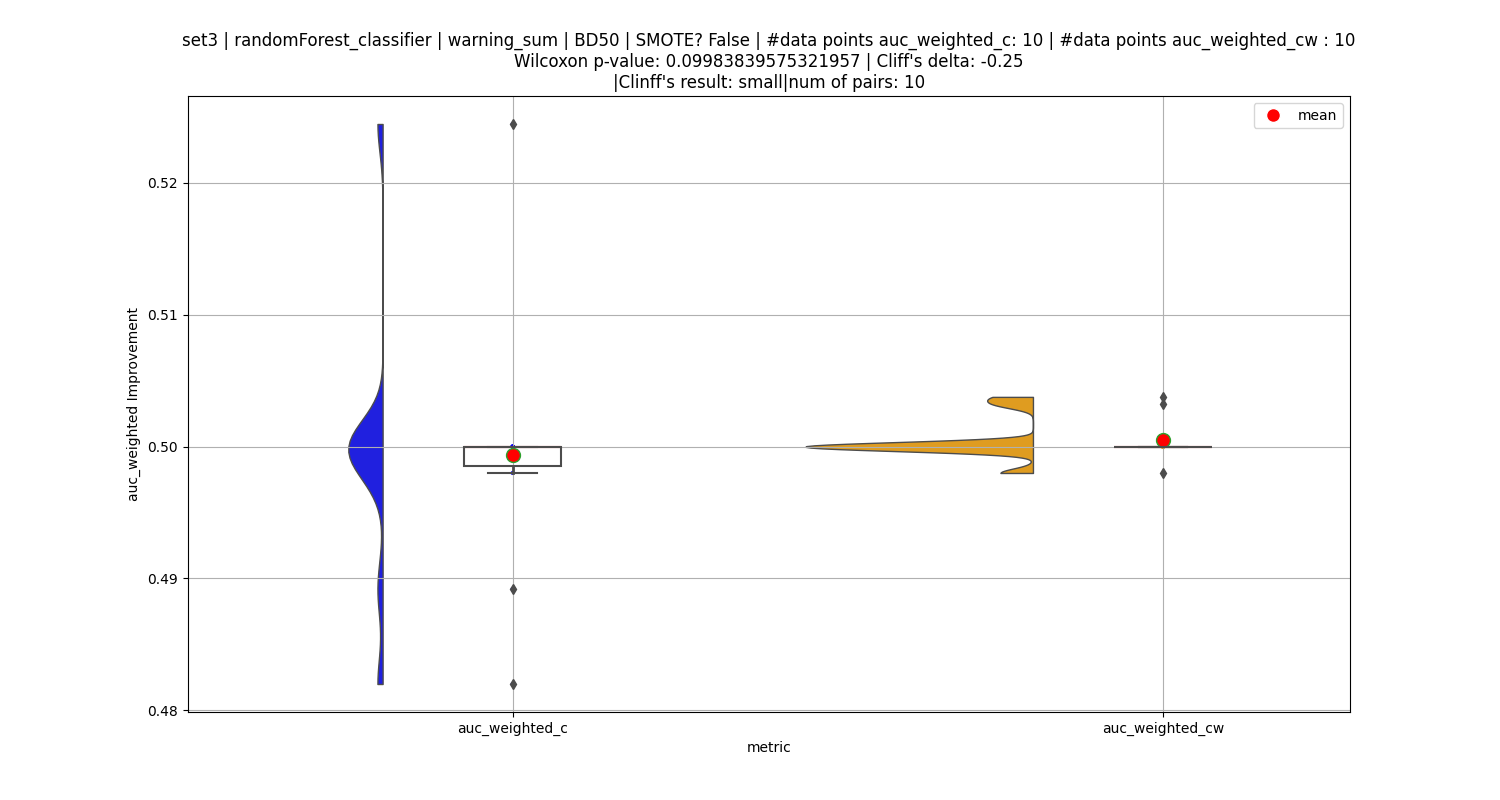 set3 | randomForest_classifier | warning_sum | BD50 | SMOTE? False | #data points auc_weighted_c: 10 | #data points auc_weighted_cw : 10
Wilcoxon p-value: 0.09983839575321957 | Cliff's delta: -0.25
|Clinff's result: small|num of pairs: 10
mean
0.52
0.51
0.50
0.49
0.48
auc_weighted Improvement
auc_weighted_c
auc_weighted_cw
metric